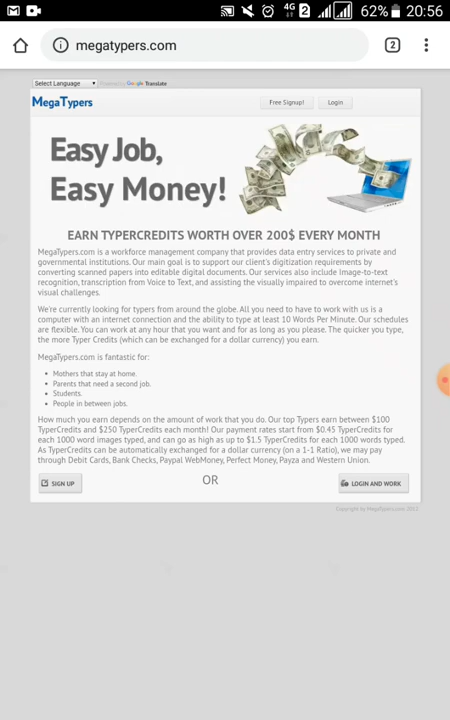 4G
2
62%
20:56
megatypers.com
2
Select Language
Powered by Google Translate
MegaTypers
Free Signup!
Login
Easy Job,
Easy Money!
EARN TYPERCREDITS WORTH OVER 200$ EVERY MONTH
MegaTypers.com is a workforce management company that provides data entry services to private and
governmental institutions. Our main goal is to support our client's digitization requirements by
converting scanned papers into editable digital documents. Our services also include Image-to-text
recognition, transcription from Voice to Text, and assisting the visually impaired to overcome internet's
visual challenges.
We're currently looking for typers from around the globe. All you need to have to work with us is a
computer with an internet connection and the ability to type at least 10 Words Per Minute. Our schedules
are flexible. You can work at any hour that you want and for as long as you please. The quicker you type,
the more Typer Credits (which can be exchanged for a dollar currency) you earn.
MegaTypers.com is fantastic for:
• Mothers that stay at home.
• Parents that need a second job.
• Students.
• People in between jobs.
How much you earn depends on the amount of work that you do. Our top Typers earn between $100
TyperCredits and $250 TyperCredits each month! Our payment rates start from $0.45 TyperCredits for
each 1000 word images typed, and can go as high as up to $1.5 TyperCredits for each 1000 words typed.
As TyperCredits can be automatically exchanged for a dollar currency (on a 1-1 Ratio), we may pay
through Debit Cards, Bank Checks, Paypal WebMoney, Perfect Money, Payza and Western Union.
SIGN UP
OR
LOGIN AND WORK
Copyright by MegaTypers.com 2012